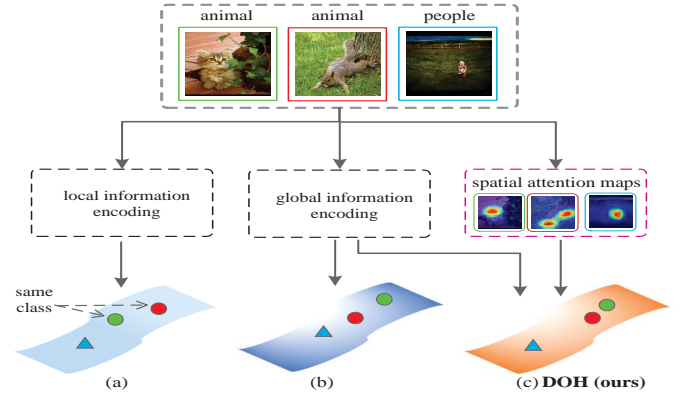 animal animal people
local information
encoding
global information
encoding
spatial attention maps
same
class
(a) (b) (c) DOH (ours)